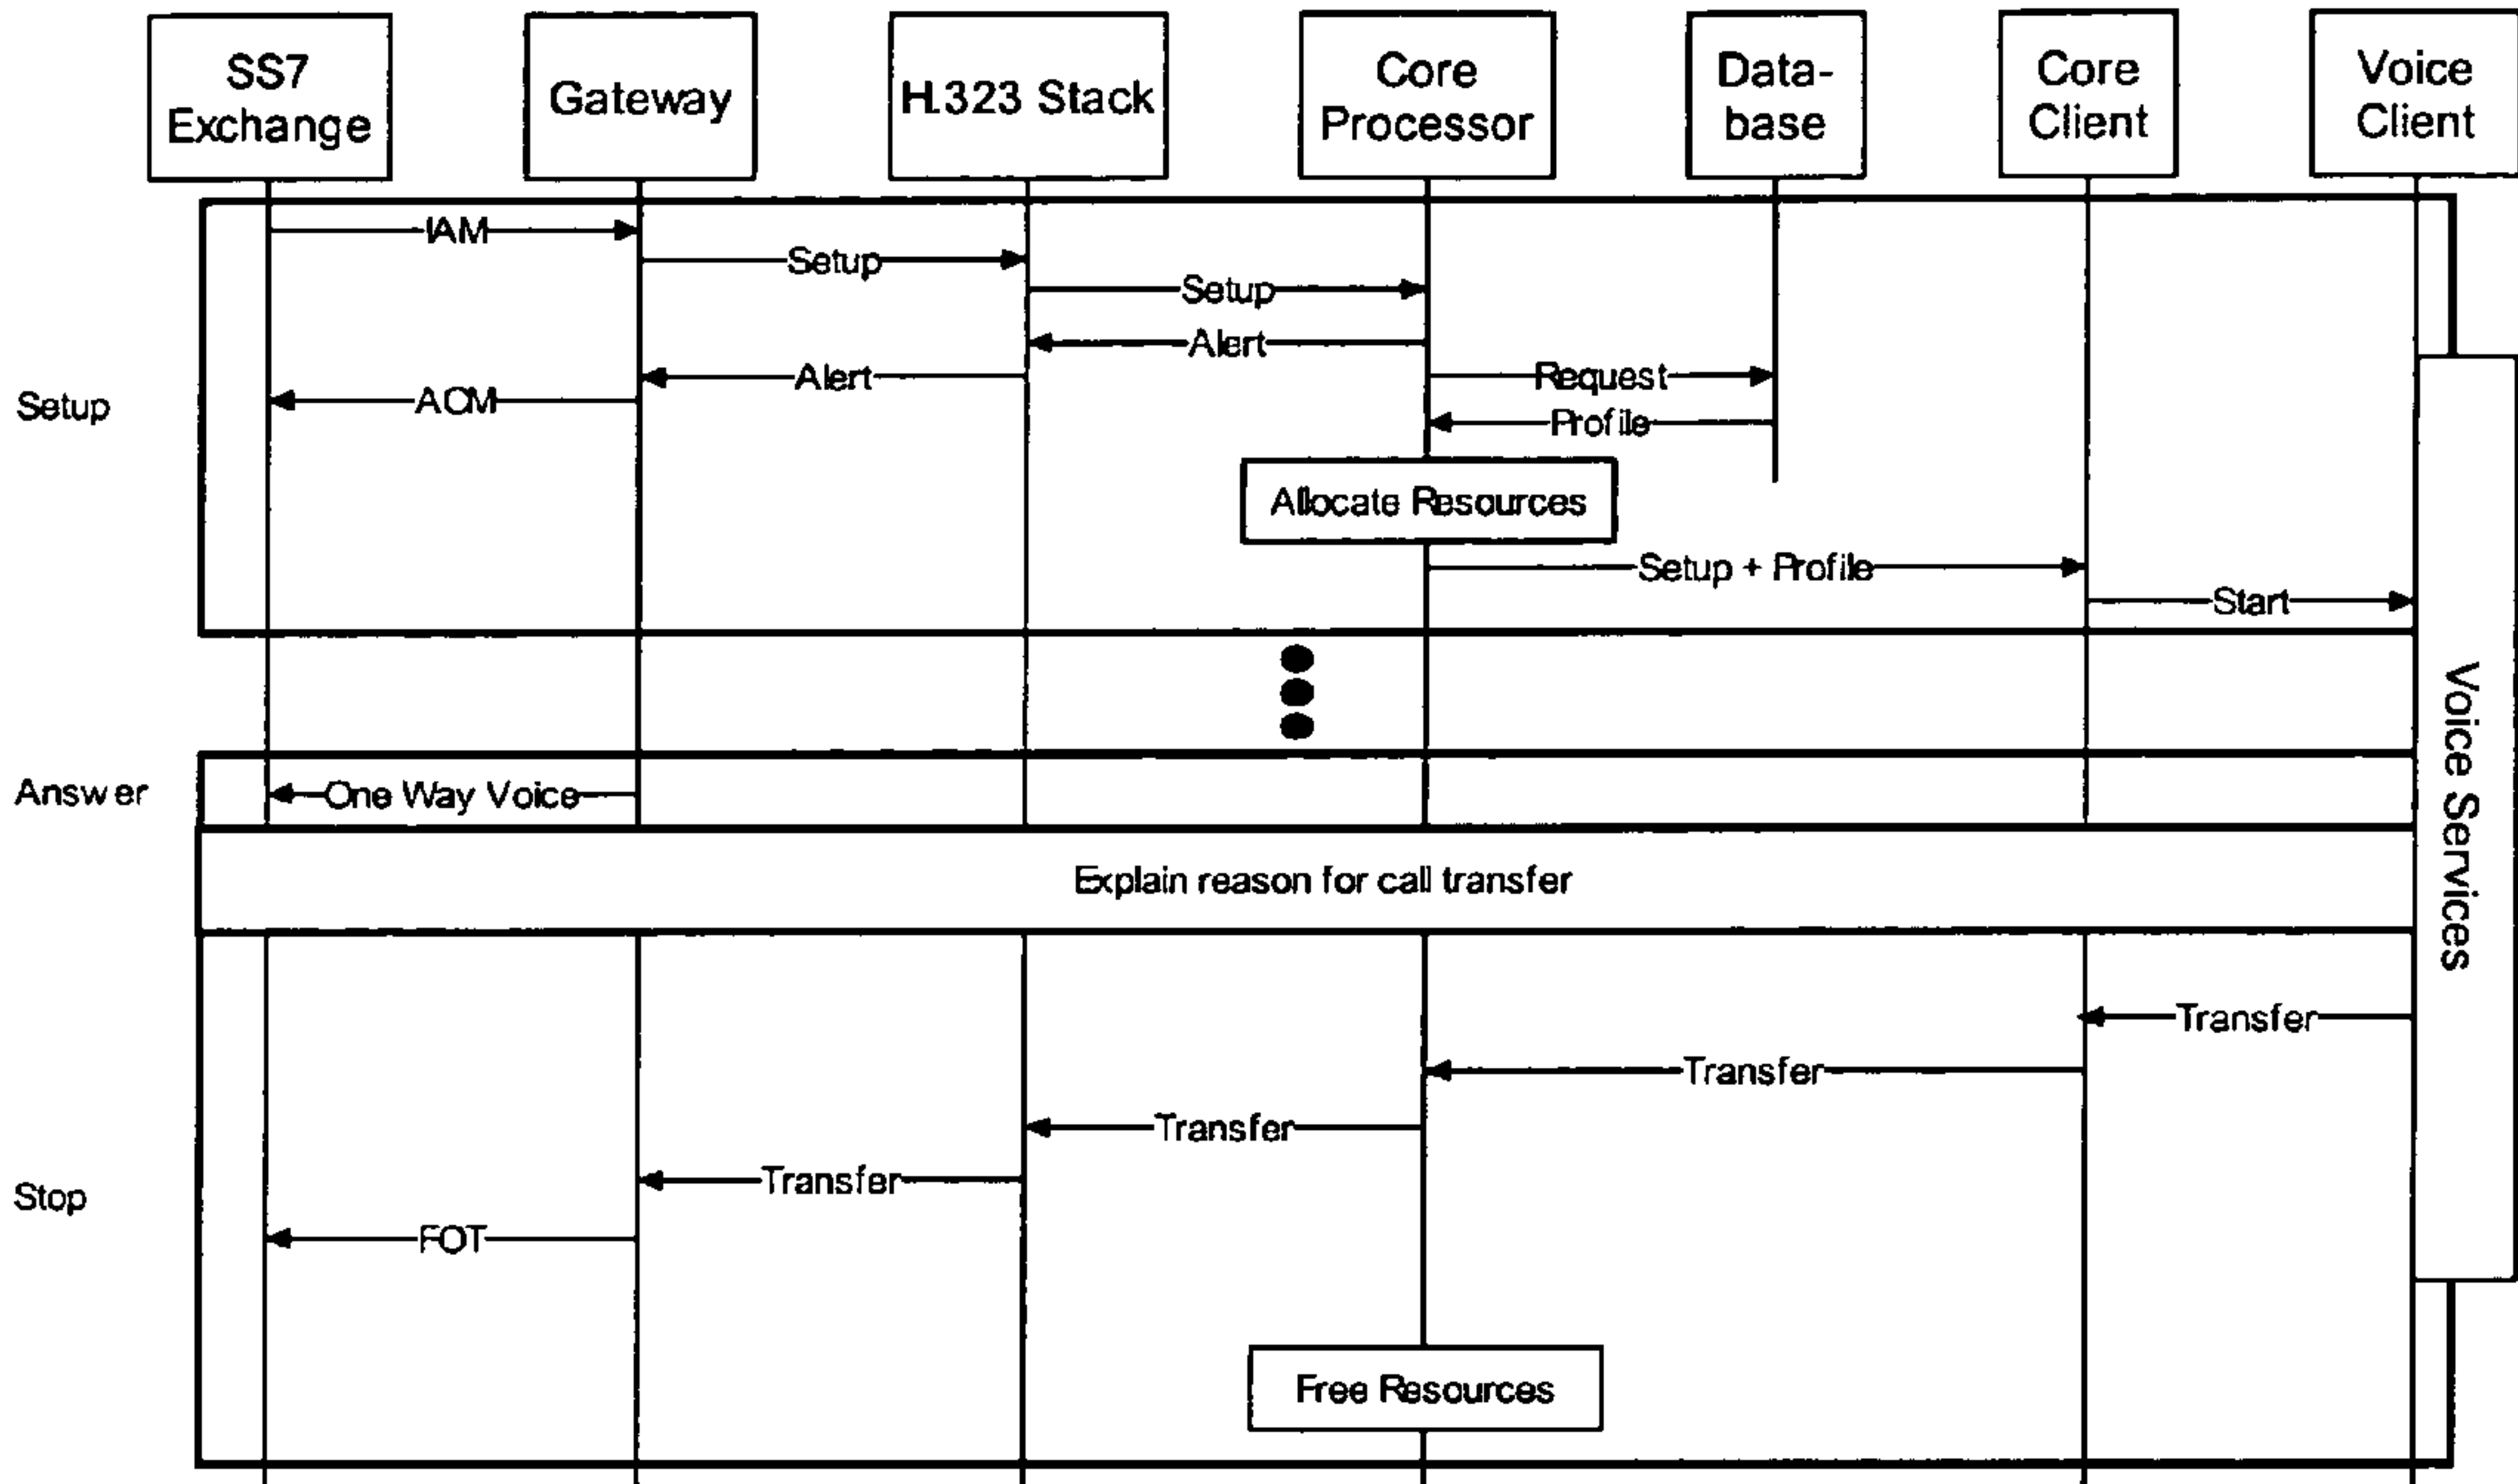 SS7
Exchange
Gateway
H.323 Stack
Core
Processor
Data-
base
Core
Client
Voice
Client
IAM
Setup
Setup
Alert
Alert
Request
ACM
Setup
Profile
Allocate Resources
Setup + Profile
Start
Voice Services
Answer
One Way Voice
Explain reason for call transfer
Transfer
Transfer
Transfer
Transfer
Stop
FOT
Free Resources